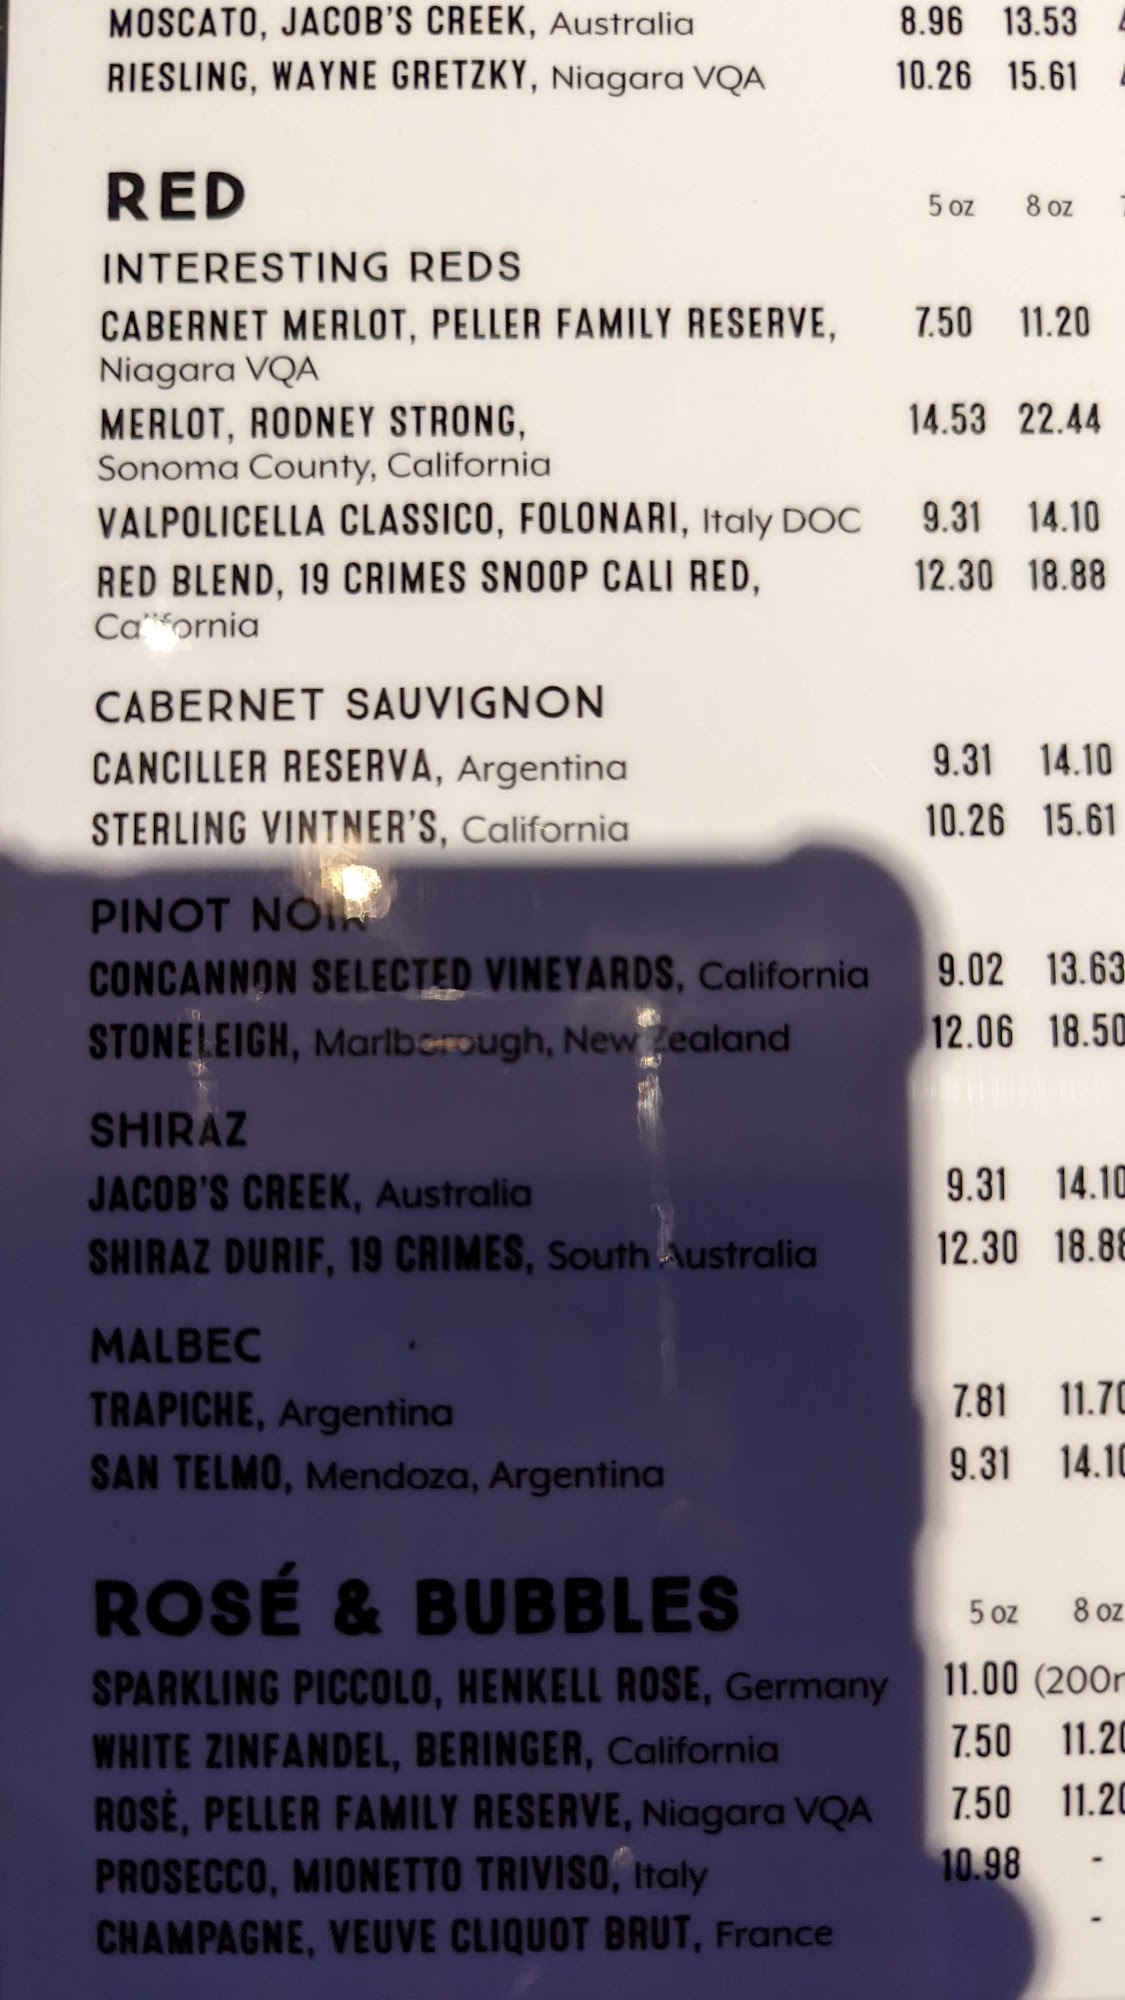 MOSCATO, JACOB'S CREEK, Australia 8.96 13.53
RIESLING, WAYNE GRETZKY, Niagara VQA 10.26 15.61
RED 5 oz 8 oz
INTERESTING REDS
CABERNET MERLOT, PELLER FAMILY RESERVE, 7.50 11.20
Niagara VQA
MERLOT, RODNEY STRONG, 14.53 22.44
Sonoma County, California
VALPOLICELLA CLASSICO, FOLONARI, Italy DOC 9.31 14.10
RED BLEND, 19 CRIMES SNOOP CALI RED, 12.30 18.88
California
CABERNET SAUVIGNON
CANCILLER RESERVA, Argentina 9.31 14.10
STERLING VINTNER'S, California 10.26 15.61
PINOT NOIR
CONCANNON SELECTED VINEYARDS, California 9.02 13.63
STONELEIGH, Marlborough, New Zealand 12.06 18.50
SHIRAZ
JACOB'S CREEK, Australia 9.31 14.10
SHIRAZ DURIF, 19 CRIMES, South Australia 12.30 18.88
MALBEC
TRAPICHE, Argentina 7.81 11.70
SAN TELMO, Mendoza, Argentina 9.31 14.10
ROSÉ & BUBBLES 5 oz 8 oz
SPARKLING PICCOLO, HENKELL ROSE, Germany 11.00 (200
WHITE ZINFANDEL, BERINGER, California 7.50 11.20
ROSÉ, PELLER FAMILY RESERVE, Niagara VQA 7.50 11.20
PROSECCO, MIONETTO TRIVISO, Italy 10.98 -
CHAMPAGNE, VEUVE CLIQUOT BRUT, France -